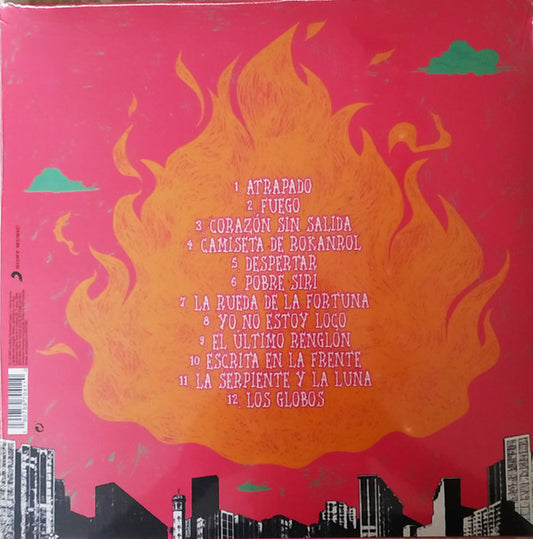 1 ATRAPADO
2 FUEGO
3 CORAZÓN SIN SALIDA
4 CAMISETA DE ROKANROL
5 DESPERTAR
6 POBRE SIRI
7 LA RUEDA DE LA FORTUNA
8 YO NO ESTOY LOCO
9 EL ÚLTIMO RENGLÓN
10 ESCRITA EN LA FRENTE
11 LA SERPIENTE Y LA LUNA
12 LOS GLOBOS
SONY MUSIC